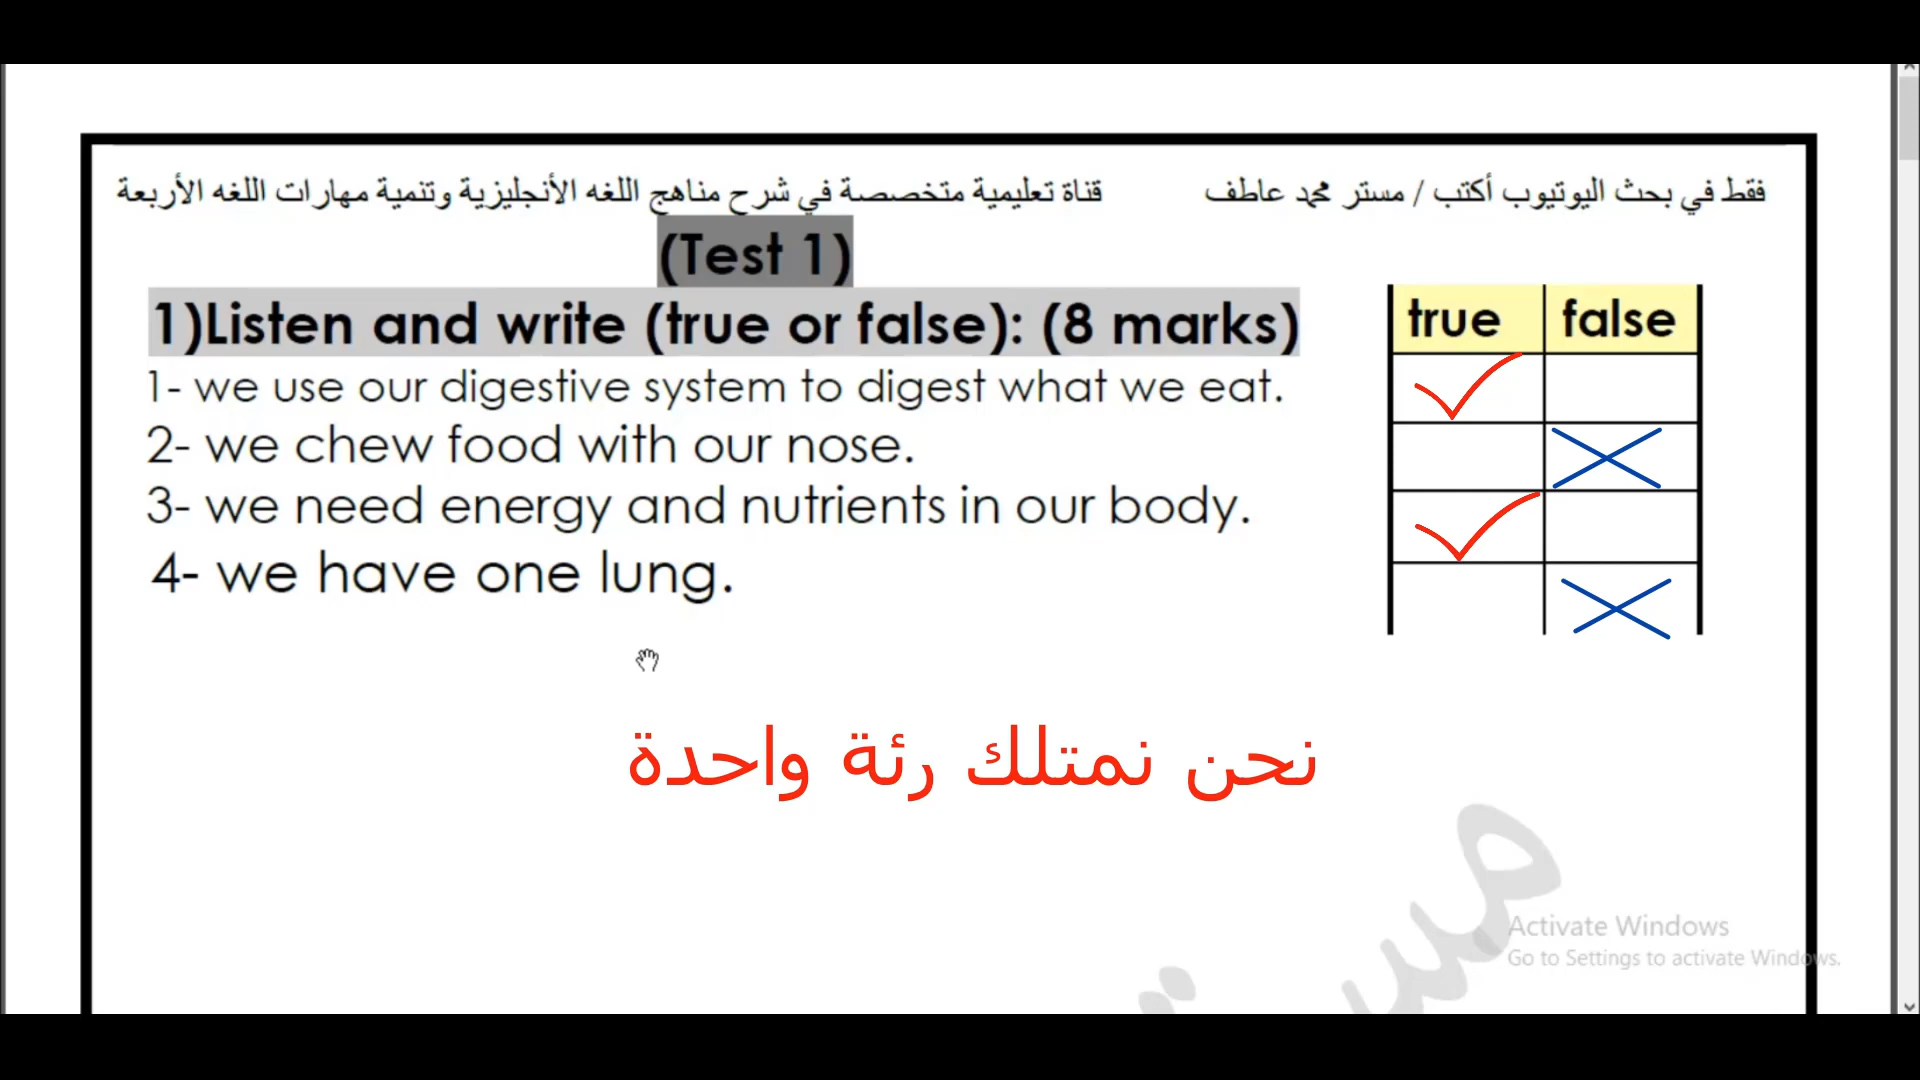 فقط في بحث اليوتيوب أكتب / مستر محمد عاطف قناة تعليمية متخصصة في شرح مناهج اللغه الأنجليزية وتنمية مهارات اللغه الأربعة
(Test 1)
1)Listen and write (true or false): (8 marks)
true false
1- we use our digestive system to digest what we eat.
2- we chew food with our nose.
3- we need energy and nutrients in our body.
4- we have one lung.
نحن نمتلك رئة واحدة
Activate Windows
Go to Settings to activate Windows.